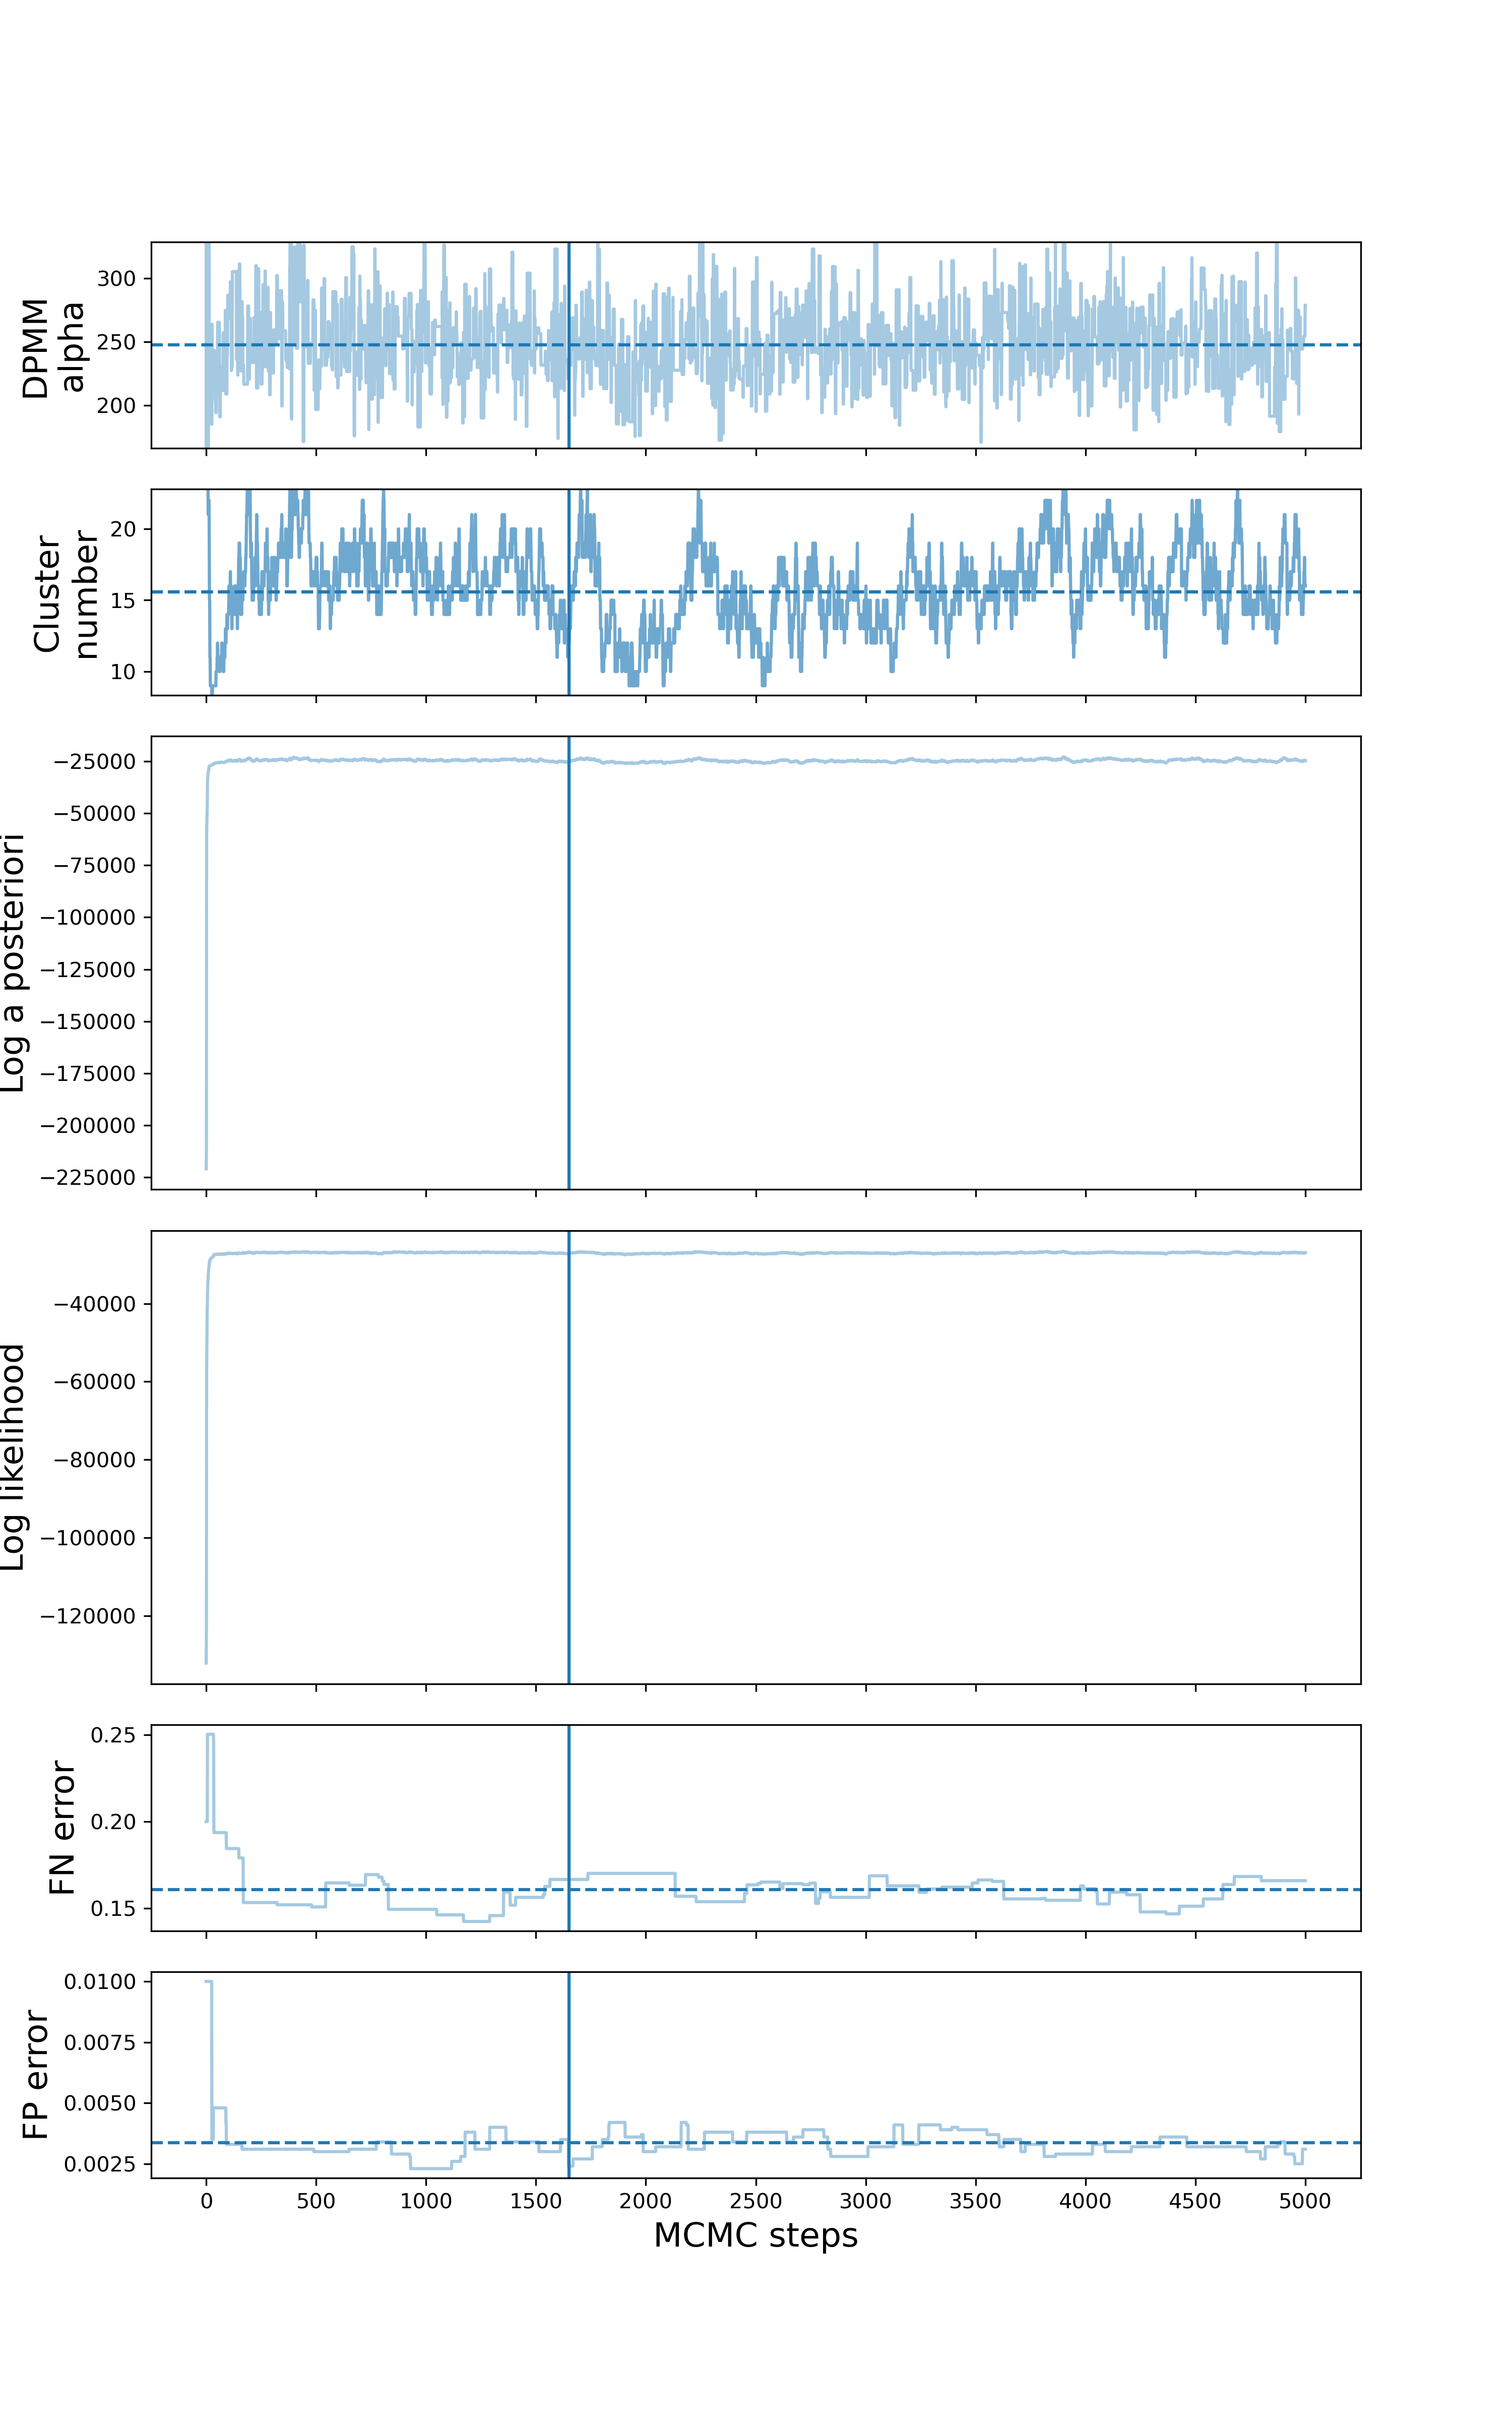 DPMM
alpha
300
250
200
Cluster
number
20
15
10
Log a posteriori
−25000
−50000
−75000
−100000
−125000
−150000
−175000
−200000
−225000
Log likelihood
−40000
−60000
−80000
−100000
−120000
FN error
0.25
0.20
0.15
FP error
0.0100
0.0075
0.0050
0.0025
0 500 1000 1500 2000 2500 3000 3500 4000 4500 5000
MCMC steps